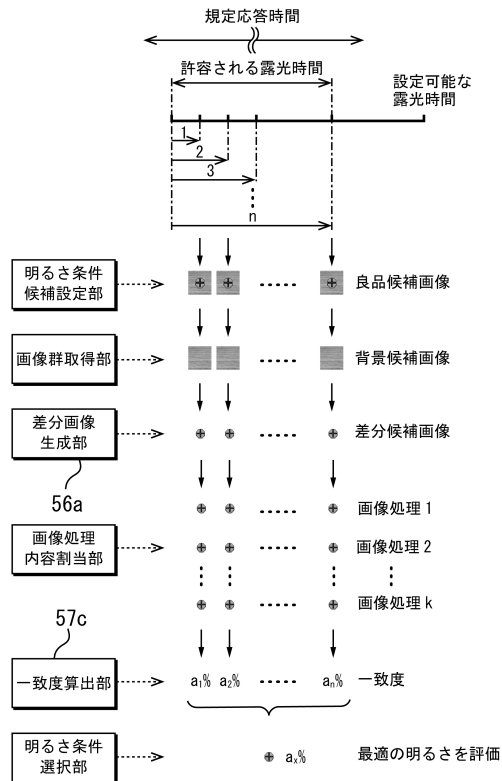 規定応答時間
許容される露光時間
設定可能な
露光時間
1
2
3
n
明るさ条件
候補設定部
良品候補画像
画像群取得部
背景候補画像
差分画像
生成部
差分候補画像
56a
画像処理 1
画像処理
内容割当部
画像処理 2
画像処理 k
57c
一致度算出部
a₁%
a₂%
aₙ%
一致度
明るさ条件
選択部
aₓ%
最適の明るさを評価